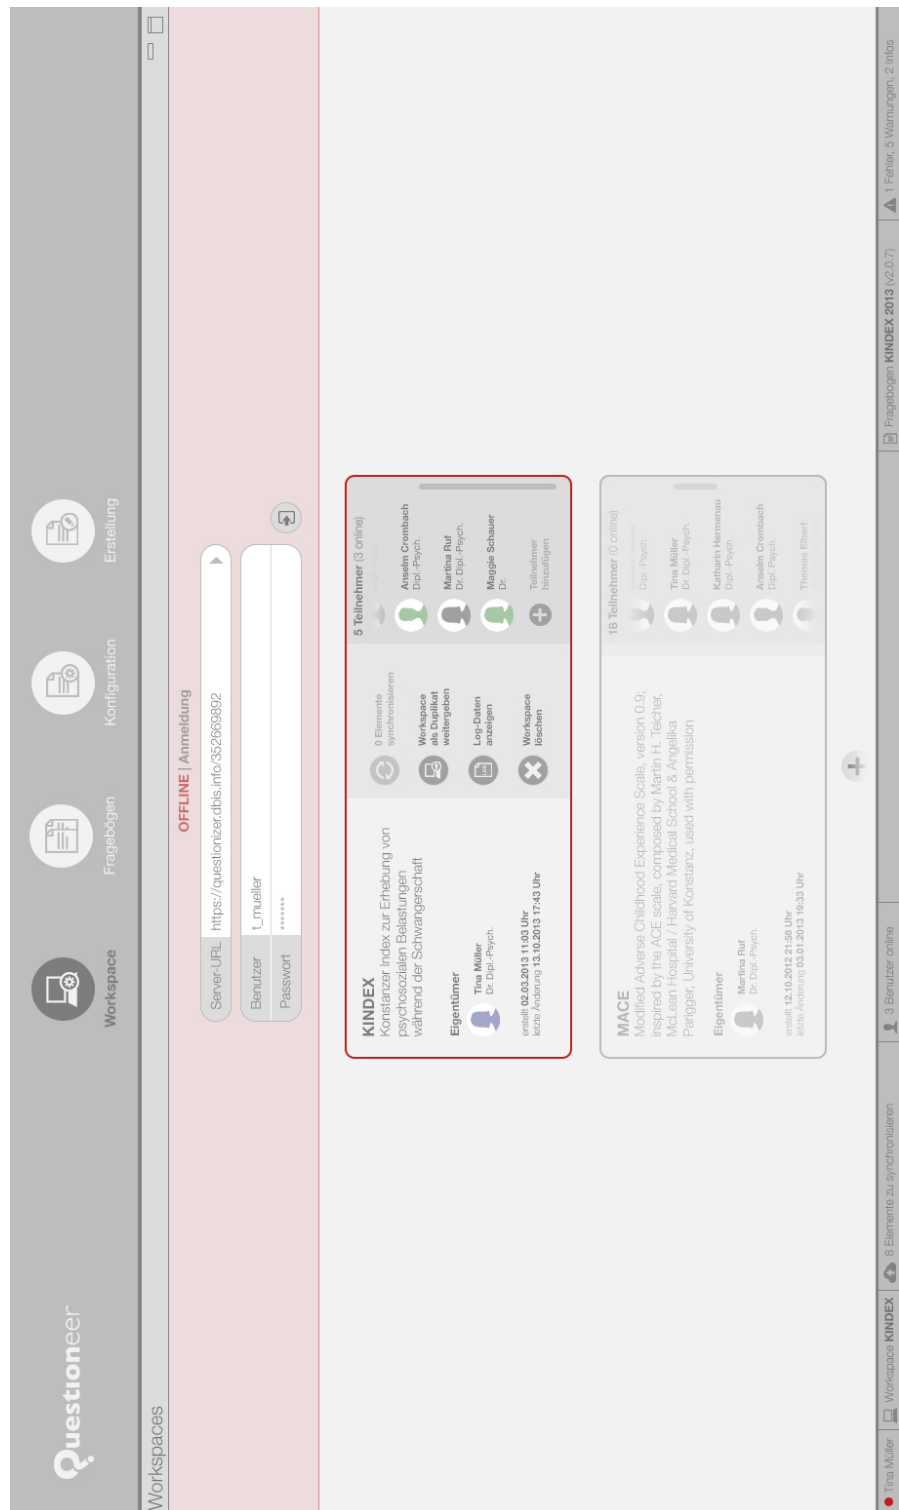 Questioneer
Workspace
Fragebögen
Konfiguration
Erstellung
Workspaces
OFFLINE | Anmeldung
Server-URL https://questionizer.dbis.info/352669892
Benutzer t_mueller
Passwort *******
KINDEX
Konstanzer Index zur Erhebung von
psychosozialen Belastungen
während der Schwangerschaft
Eigentümer
Tina Müller
Dr. Dipl.-Psych.
erstellt 02.03.2013 11:03 Uhr
letzte Änderung 13.10.2013 17:43 Uhr
0 Elemente
synchronisieren
Workspace
als Duplikat
weitergeben
Log-Daten
anzeigen
Workspace
löschen
5 Teilnehmer (3 online)
Anselm Crombach
Dipl.-Psych.
Martina Ruf
Dr. Dipl.-Psych.
Maggie Schauer
Dr.
Teilnehmer
hinzufügen
MACE
Modified Adverse Childhood Experience Scale, version 0.9;
inspired by the ACE scale, composed by Martin H. Teicher,
McLean Hospital / Harvard Medical School & Angelika
Pariger, University of Konstanz, used with permission
Eigentümer
Martina Ruf
Dr. Dipl.-Psych.
erstellt 12.10.2012 21:58 Uhr
letzte Änderung 03.01.2013 19:33 Uhr
18 Teilnehmer (0 online)
Dipl.-Psych.
Tina Müller
Dr. Dipl.-Psych.
Katharin Hermenau
Dipl.-Psych.
Anselm Crombach
Dipl. Psych.
Thomas Elbert
Tina Müller
Workspace KINDEX
8 Elemente zu synchronisieren
3 Benutzer online
Fragebogen KINDEX 2013 (v2.0.7)
1 Fehler, 5 Warnungen, 2 Infos